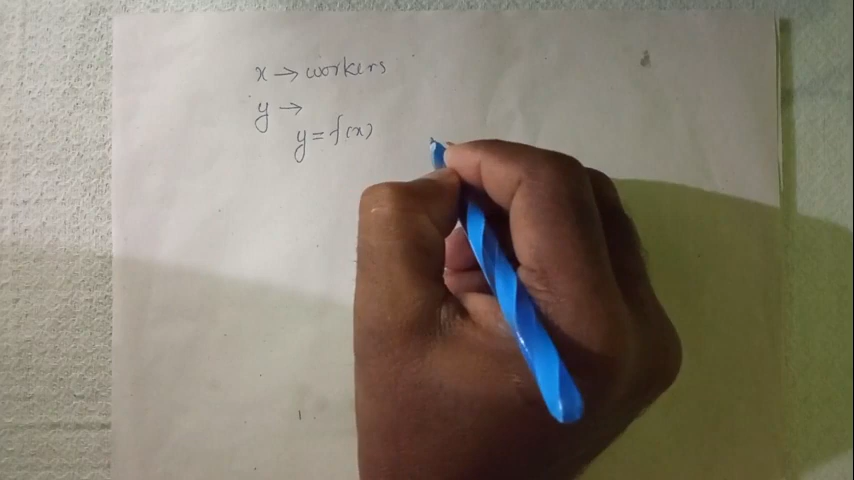 x → workers
y →
y = f(x)